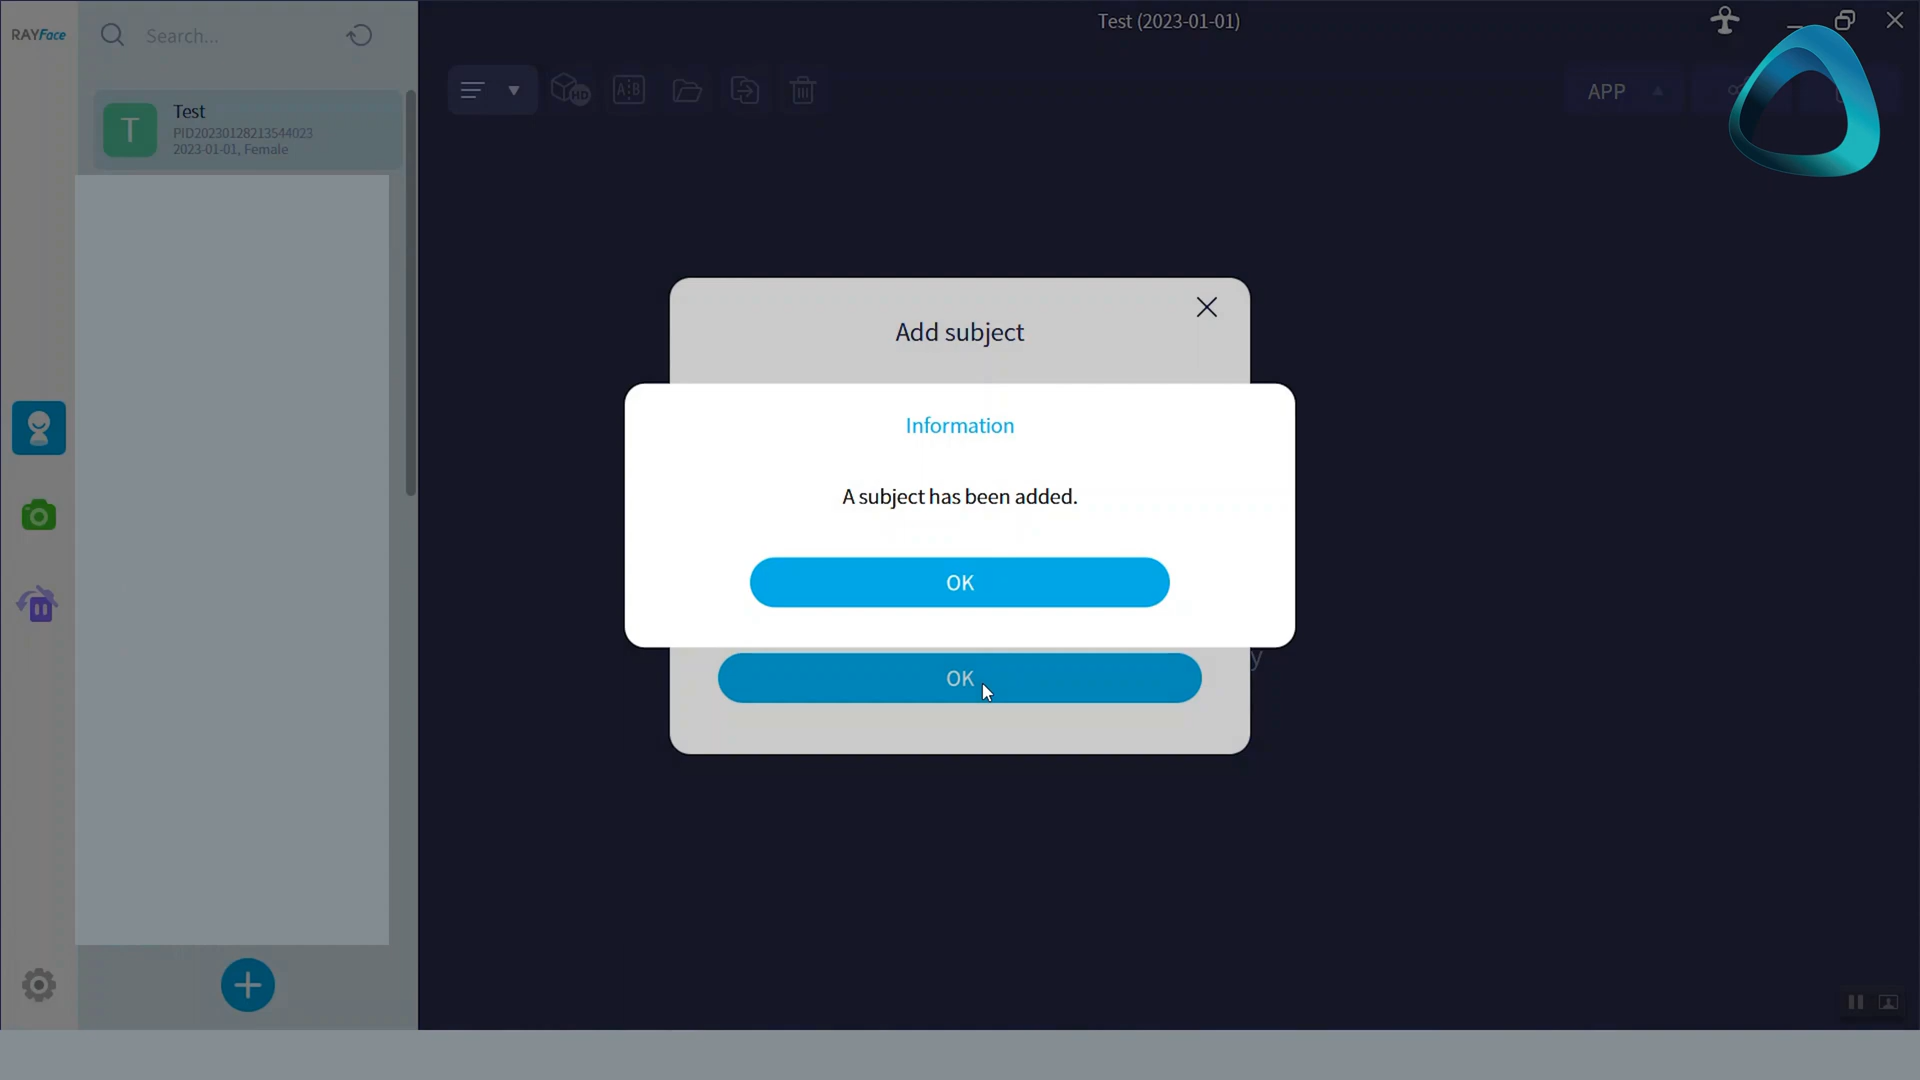 RAYFace
Search...
Test (2023-01-01)
Test
PID20230128213544023
2023-01-01, Female
T
HD
A B
APP
Add subject
Information
A subject has been added.
OK
y
OK